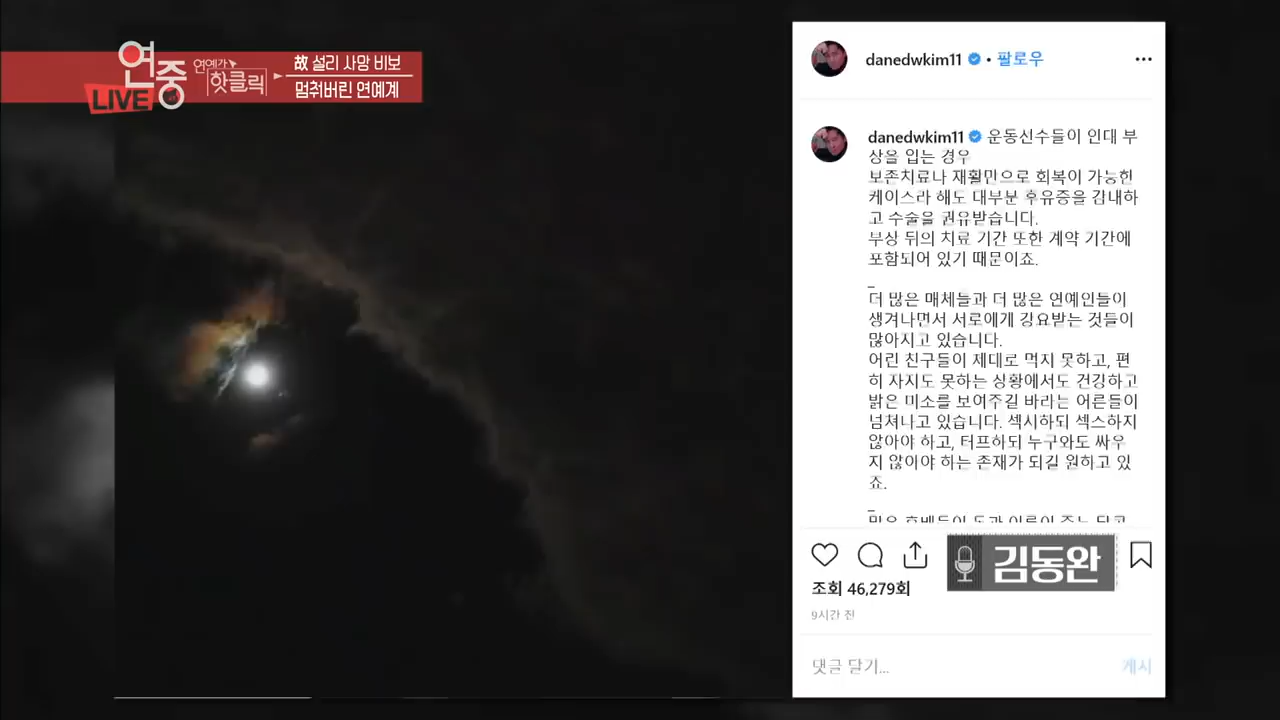 연중
LIVE
연예가
핫클릭
故 설리 사망 비보
멈춰버린 연예계
danedwkim11 • 팔로우
danedwkim11 운동선수들이 인대 부
상을 입는 경우
보존치료나 재활만으로 회복이 가능한
케이스라 해도 대부분 후유증을 감내하
고 수술을 권유받습니다.
부상 뒤의 치료 기간 또한 계약 기간에
포함되어 있기 때문이죠.
_
더 많은 매체들과 더 많은 연예인들이
생겨나면서 서로에게 강요받는 것들이
많아지고 있습니다.
어린 친구들이 제대로 먹지 못하고, 편
히 자지도 못하는 상황에서도 건강하고
밝은 미소를 보여주길 바라는 어른들이
넘쳐나고 있습니다. 섹시하되 섹스하지
않아야 하고, 터프하되 누구와도 싸우
지 않아야 하는 존재가 되길 원하고 있
죠.
_
김동완
조회 46,279회
9시간 전
댓글 달기...
게시